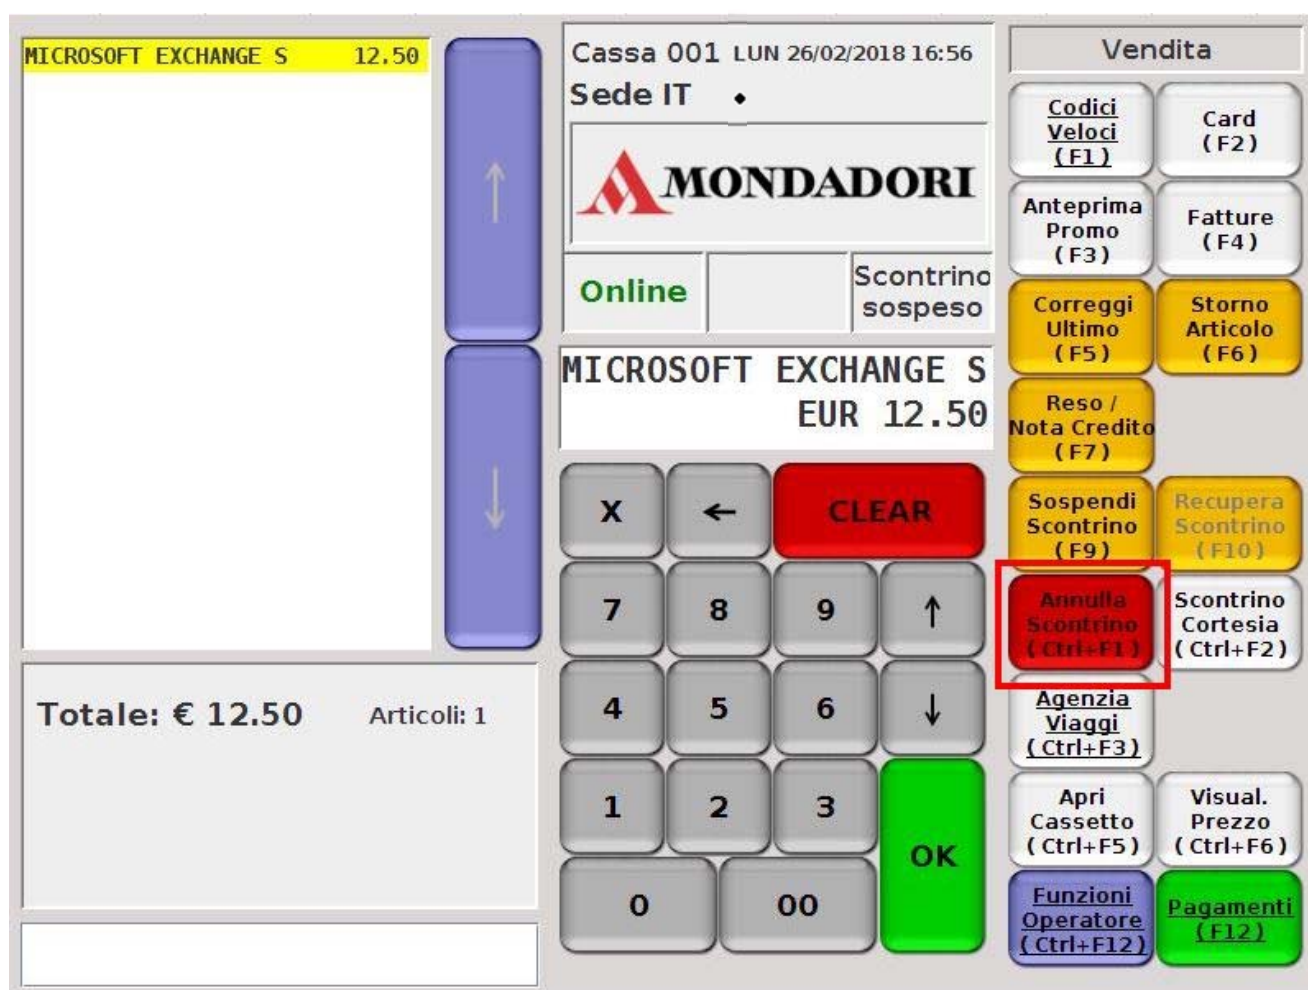 MICROSOFT EXCHANGE S 12.50
Totale: € 12.50 Articoli: 1
Cassa 001 LUN 26/02/2018 16:56
Sede IT
MONDADORI
Online
Scontrino
sospeso
MICROSOFT EXCHANGE S
EUR 12.50
X ← CLEAR
7 8 9 ↑
4 5 6 ↓
1 2 3
OK
0 00
Vendita
Codici
Veloci
(F1)
Card
(F2)
Anteprima
Promo
(F3)
Fatture
(F4)
Correggi
Ultimo
(F5)
Storno
Articolo
(F6)
Reso /
Nota Credito
(F7)
Sospendi
Scontrino
(F9)
Recupera
Scontrino
(F10)
Annulla
Scontrino
(Ctrl+F1)
Scontrino
Cortesia
(Ctrl+F2)
Agenzia
Viaggi
(Ctrl+F3)
Apri
Cassetto
(Ctrl+F5)
Visual.
Prezzo
(Ctrl+F6)
Funzioni
Operatore
(Ctrl+F12)
Pagamenti
(F12)